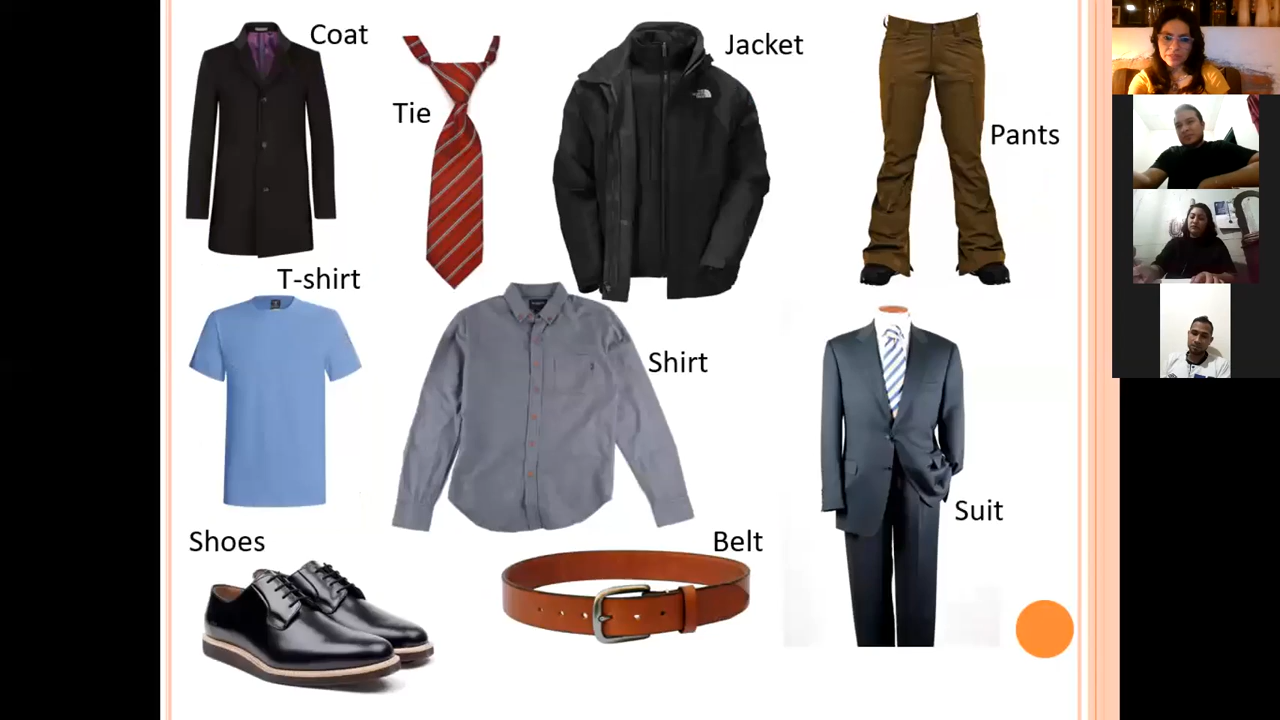 Coat
Tie
Jacket
Pants
T-shirt
Shirt
Suit
Shoes
Belt